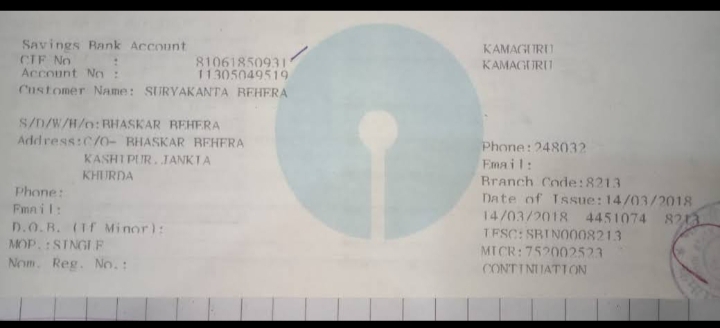 Savings Bank Account
CIF No : 81061850931
Account No : 11305049519
Customer Name: SURYAKANTA BEHERA
S/D/W/H/o: BHASKAR BEHERA
Address:C/O- BHASKAR BEHERA
KASHIPUR.JANKIA
KHURDA
Phone:
Email:
D.O.B. (If Minor):
MOP.:SINGLE
Nom. Reg. No.:
KAMAGURU
KAMAGURU
Phone:248032
Email:
Branch Code:8213
Date of Issue:14/03/2018
14/03/2018 4451074 8213
IFSC:SBIN0008213
MICR:752002523
CONTINUATION